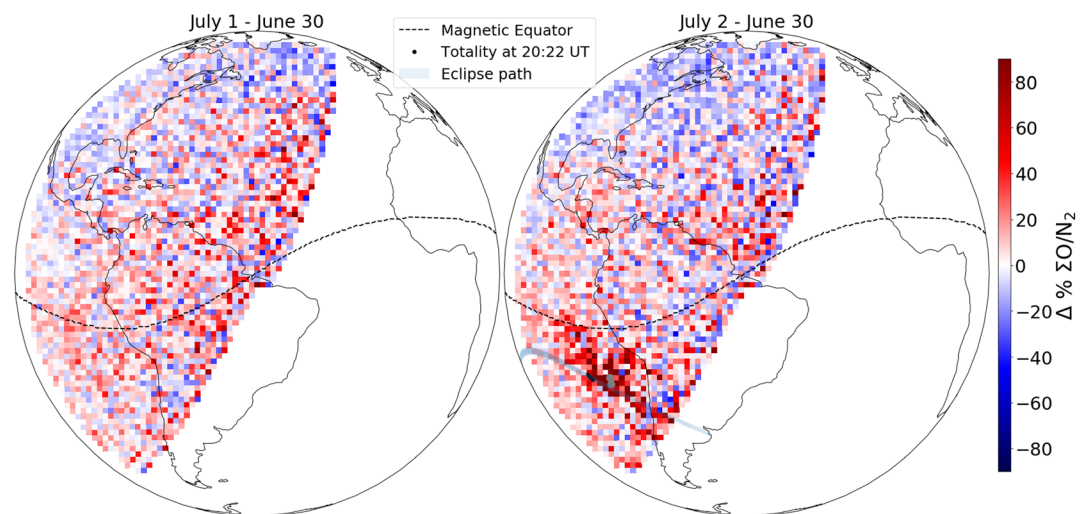 July 1 - June 30
July 2 - June 30
Magnetic Equator
Totality at 20:22 UT
Eclipse path
80
60
40
20
0
−20
−40
−60
−80
Δ % ΣO/N₂